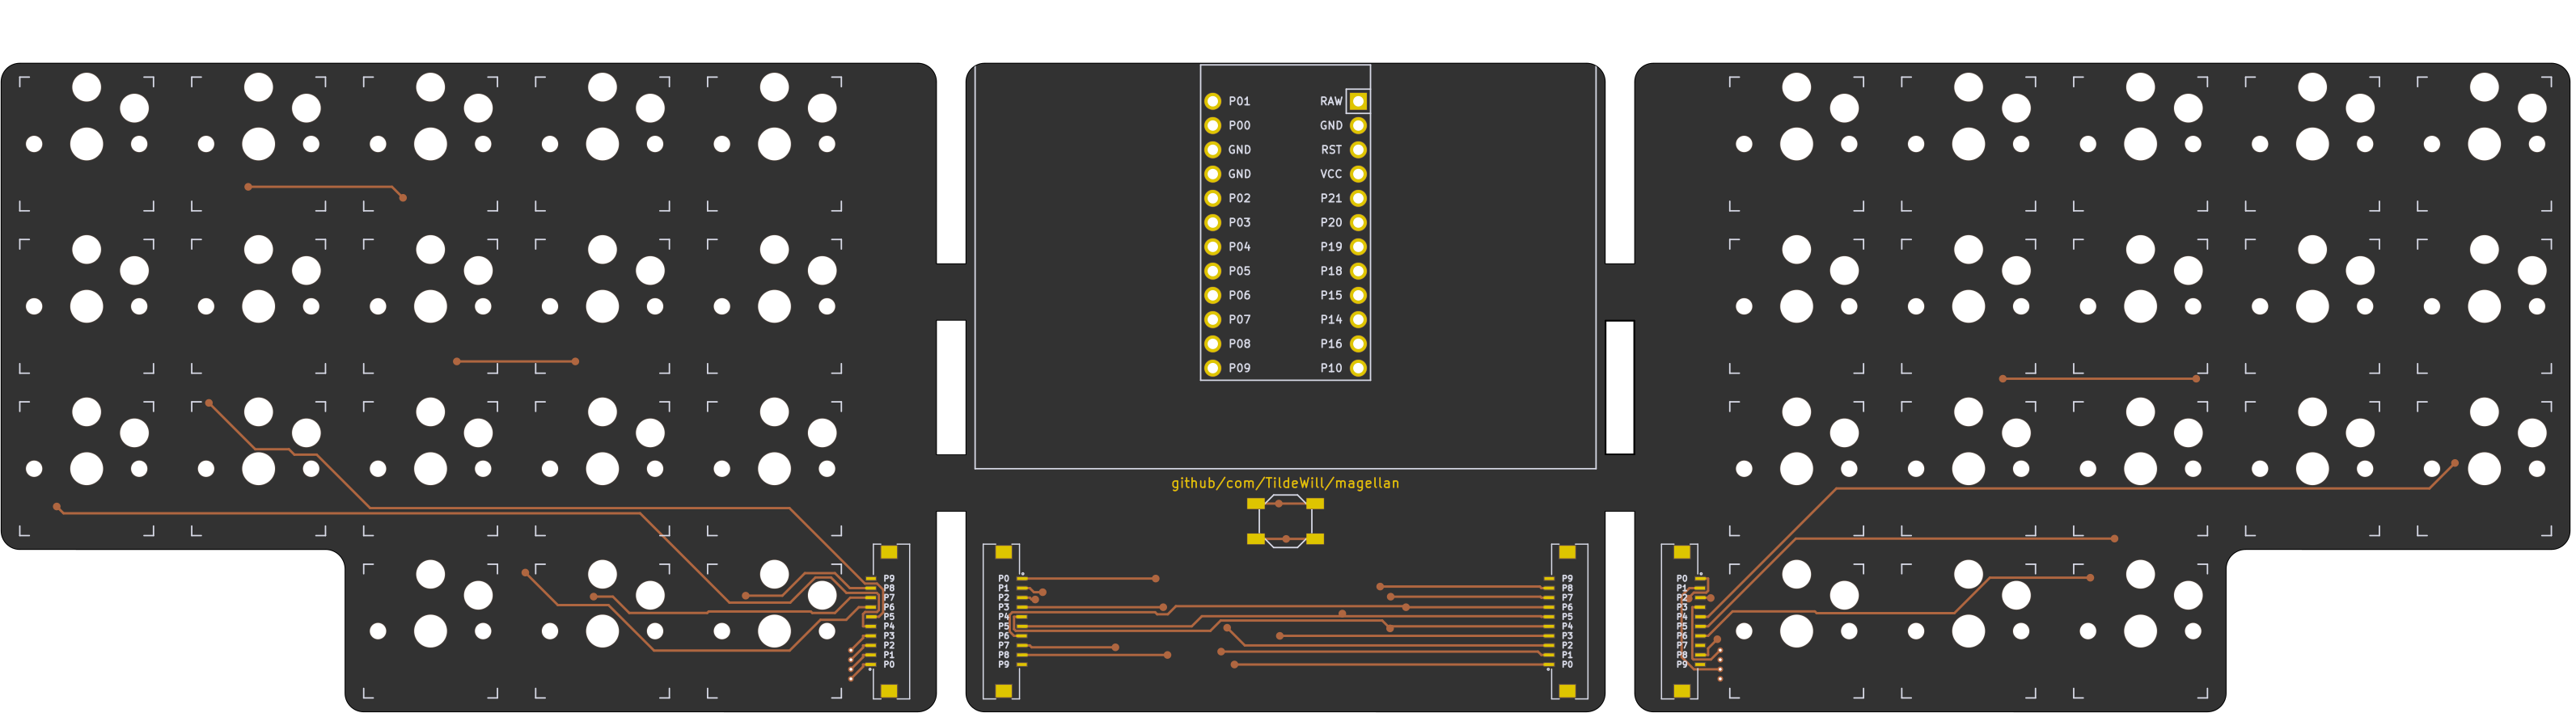 P01 RAW
P00 GND
GND RST
GND VCC
P02 P21
P03 P20
P04 P19
P05 P18
P06 P15
P07 P14
P08 P16
P09 P10
github/com/TildeWill/magellan
P9
P8
P7
P6
P5
P4
P3
P2
P1
P0
P0
P1
P2
P3
P4
P5
P6
P7
P8
P9
P9
P8
P7
P6
P5
P4
P3
P2
P1
P0
P0
P1
P2
P3
P4
P5
P6
P7
P8
P9